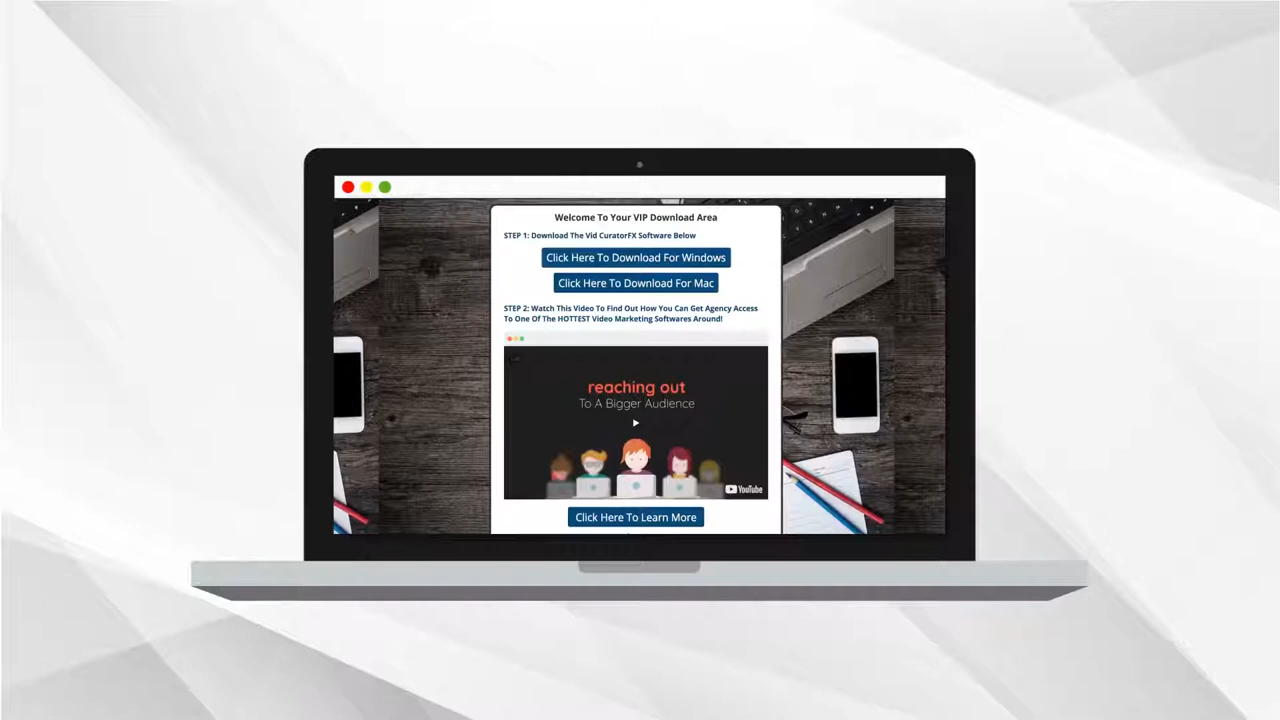 Welcome To Your VIP Download Area
STEP 1: Download The Vid CuratorFX Software Below
Click Here To Download For Windows
Click Here To Download For Mac
STEP 2: Watch This Video To Find Out How You Can Get Agency Access
To One Of The HOTTEST Video Marketing Softwares Around!
reaching out
To A Bigger Audience
YouTube
Click Here To Learn More